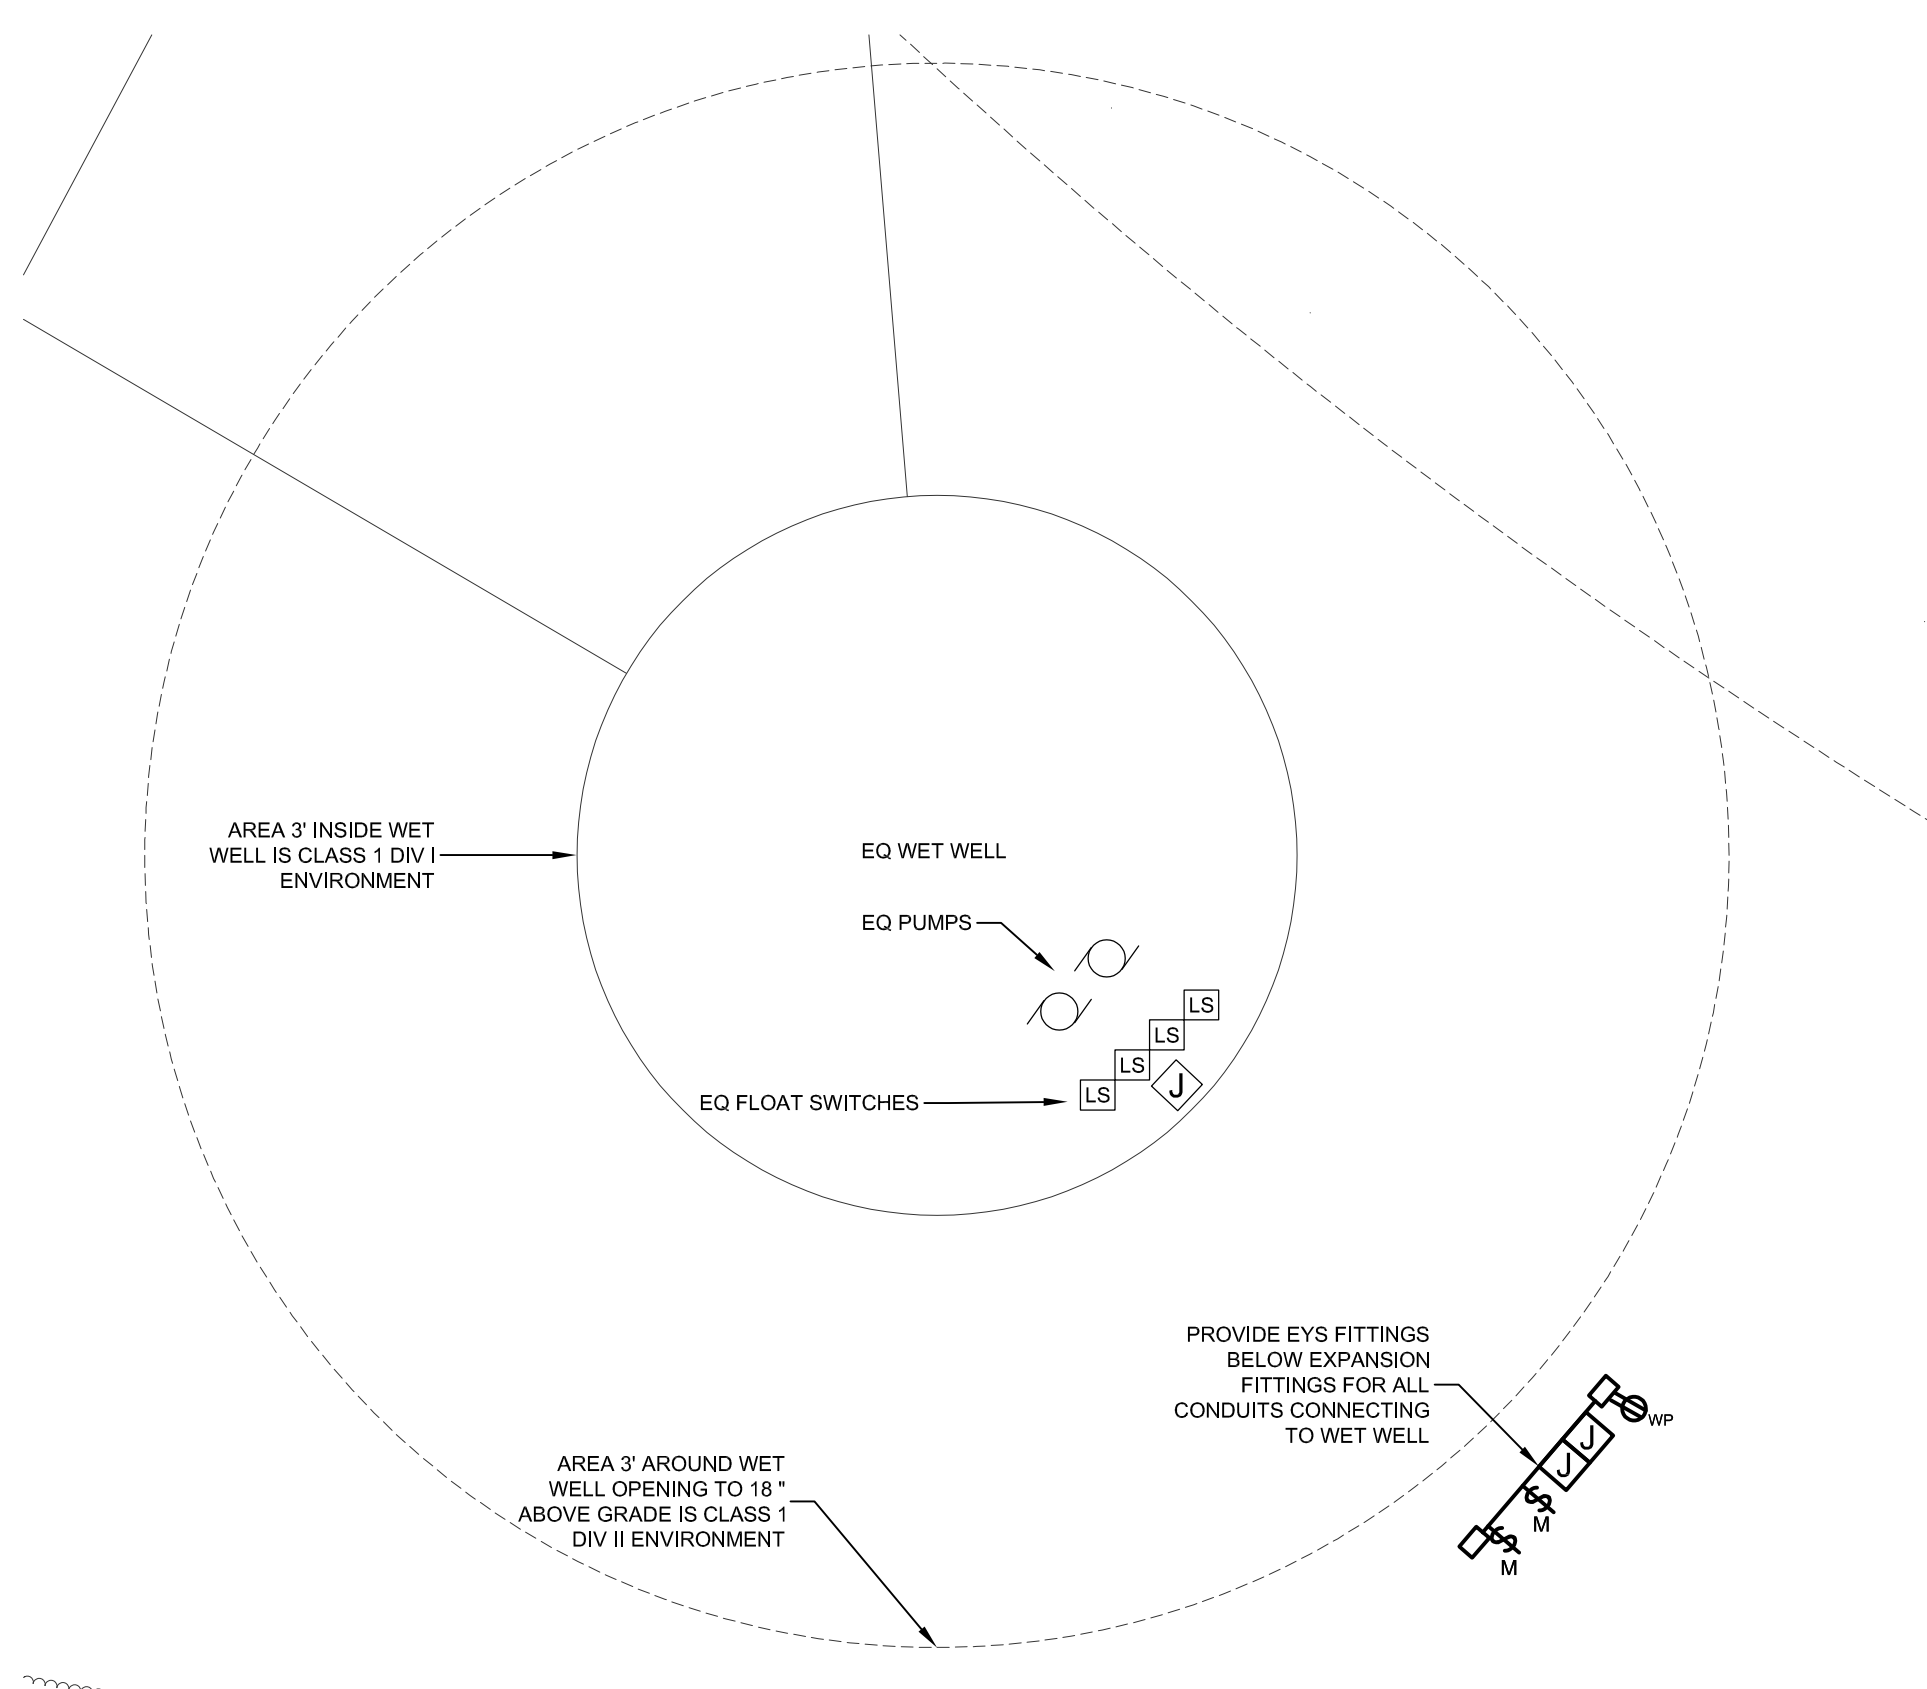 AREA 3' INSIDE WET
WELL IS CLASS 1 DIV I
ENVIRONMENT
EQ WET WELL
EQ PUMPS
LS
LS
LS
LS
J
EQ FLOAT SWITCHES
PROVIDE EYS FITTINGS
BELOW EXPANSION
FITTINGS FOR ALL
CONDUITS CONNECTING
TO WET WELL
WP
J
J
$
M
$
M
AREA 3' AROUND WET
WELL OPENING TO 18 "
ABOVE GRADE IS CLASS 1
DIV II ENVIRONMENT